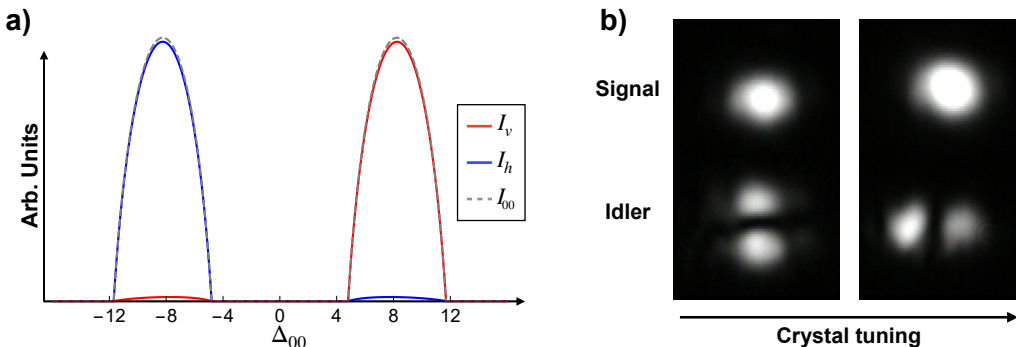 a)
Arb. Units
I_v
I_h
I_00
−12 −8 −4 0 4 8 12
Δ_00
b)
Signal
Idler
Crystal tuning